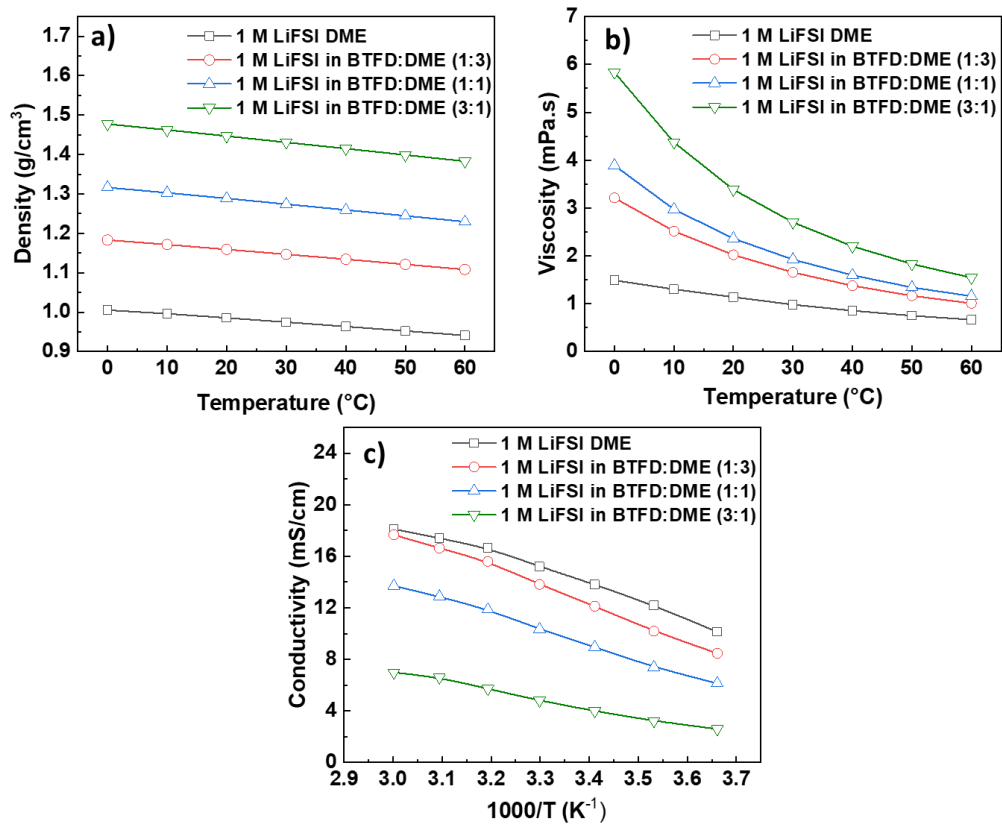 a)
1 M LiFSI DME
1 M LiFSI in BTFD:DME (1:3)
1 M LiFSI in BTFD:DME (1:1)
1 M LiFSI in BTFD:DME (3:1)
Density (g/cm³)
1.7
1.6
1.5
1.4
1.3
1.2
1.1
1.0
0.9
0 10 20 30 40 50 60
Temperature (°C)
b)
1 M LiFSI DME
1 M LiFSI in BTFD:DME (1:3)
1 M LiFSI in BTFD:DME (1:1)
1 M LiFSI in BTFD:DME (3:1)
Viscosity (mPa.s)
7
6
5
4
3
2
1
0
0 10 20 30 40 50 60
Temperature (°C)
c)
1 M LiFSI DME
1 M LiFSI in BTFD:DME (1:3)
1 M LiFSI in BTFD:DME (1:1)
1 M LiFSI in BTFD:DME (3:1)
Conductivity (mS/cm)
24
20
16
12
8
4
0
2.9 3.0 3.1 3.2 3.3 3.4 3.5 3.6 3.7
1000/T (K⁻¹)